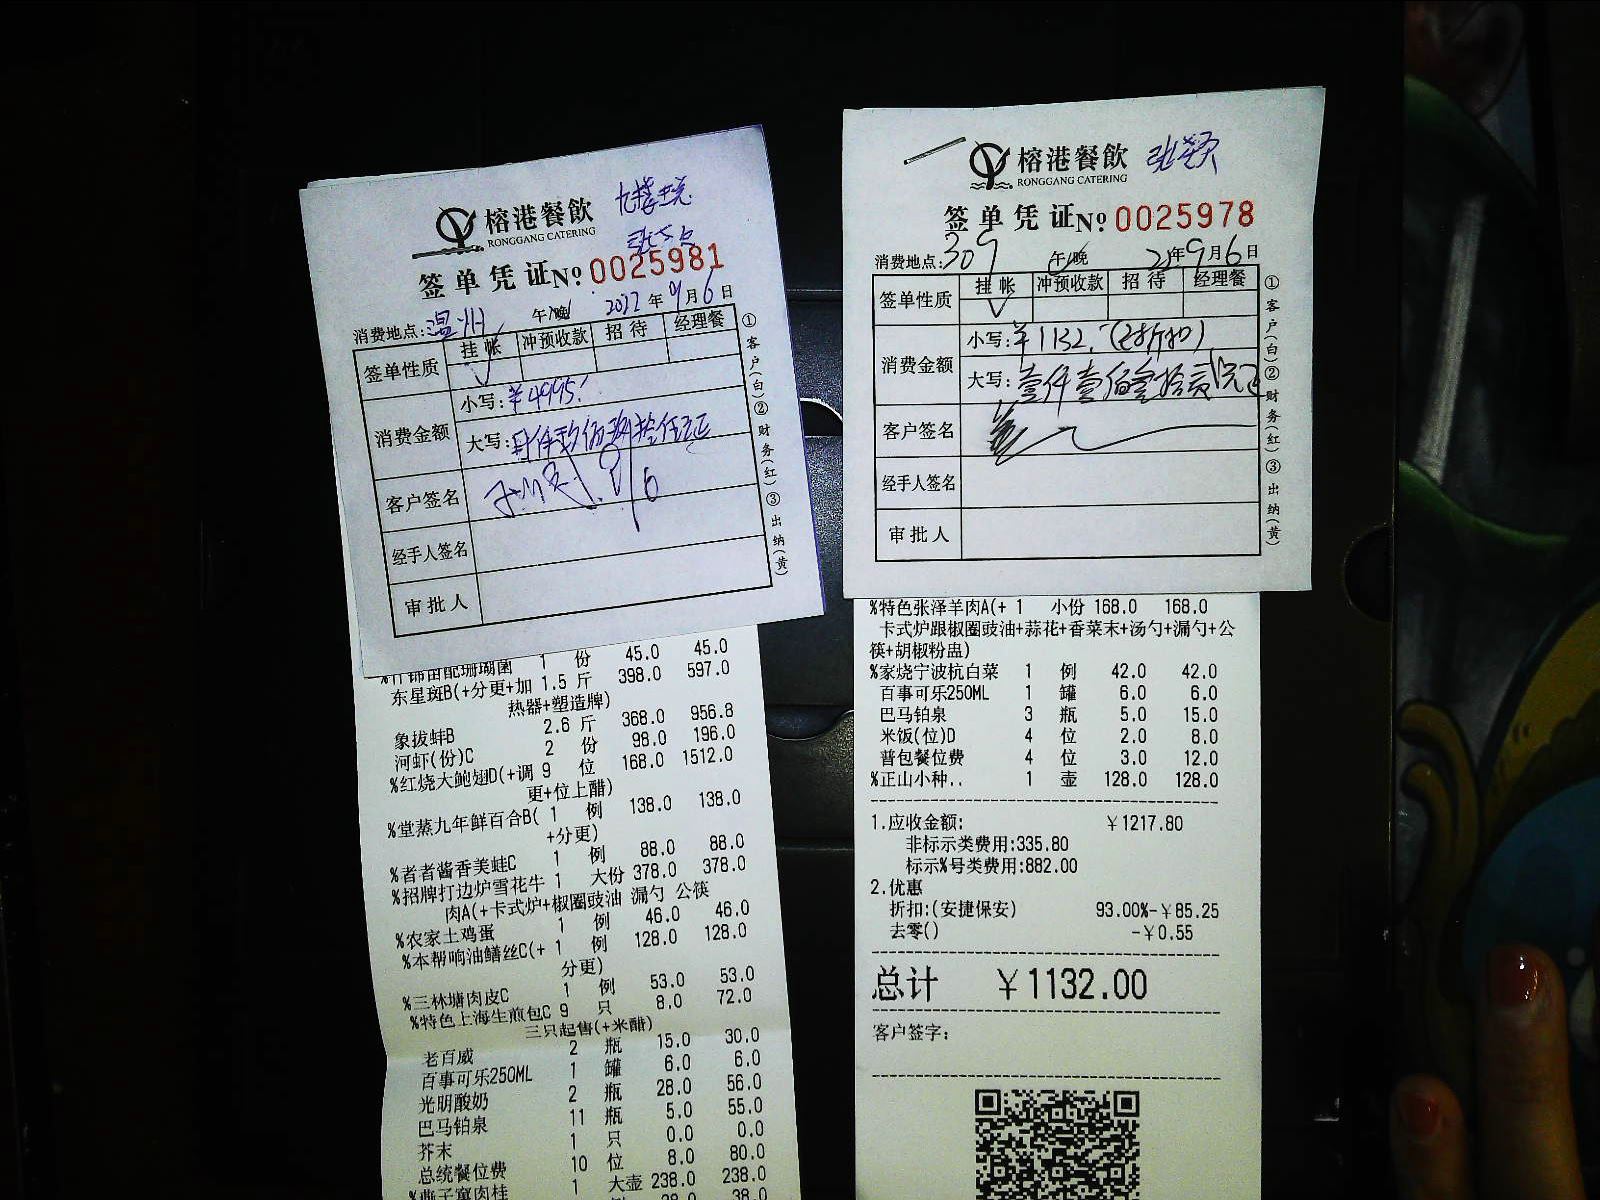 榕港餐飲
RONGGANG CATERING
签单凭证No: 0025981
消费地点:温州 午/晚 2022年9月6日
签单性质 挂帐 冲预收款 招待 经理餐
消费金额
小写:¥4995.
大写:
客户签名
9/6
经手人签名
审批人
①客户(白)②财务(红)③出纳(黄)
45.0 45.0
东星斑B(+分更+加 1.5 斤 398.0 597.0
热器+塑造牌)
象拔蚌B 2.6 斤 368.0 956.8
河虾(份)C 2 份 98.0 196.0
%红烧大鲍翅D(+调 9 位 168.0 1512.0
更+位上醋)
%堂蒸九年鲜百合B( 1 例 138.0 138.0
+分更)
%者者酱香美蛙C 1 例 88.0 88.0
%招牌打边炉雪花牛 1 大份 378.0 378.0
肉A(+卡式炉+椒圈豉油 漏勺 公筷
%农家土鸡蛋 1 例 46.0 46.0
%本帮响油鳝丝C(+ 1 例 128.0 128.0
分更)
%三林塘肉皮C 1 例 53.0 53.0
%特色上海生煎包C 9 只 8.0 72.0
三只起售(+米醋)
老百威 2 瓶 15.0 30.0
百事可乐250ML 1 罐 6.0 6.0
光明酸奶 2 瓶 28.0 56.0
巴马铂泉 11 瓶 5.0 55.0
芥末 1 只 0.0 0.0
总统餐位费 10 位 8.0 80.0
1 大壶 238.0 238.0
榕港餐飲
RONGGANG CATERING
签单凭证No: 0025978
消费地点:309 午/晚 21年9月6日
签单性质 挂帐 冲预收款 招待 经理餐
消费金额
小写:¥1132.
大写:壹仟壹佰叁拾贰元正
客户签名
经手人签名
审批人
①客户(白)②财务(红)③出纳(黄)
%特色张泽羊肉A(+ 1 小份 168.0 168.0
卡式炉跟椒圈豉油+蒜花+香菜末+汤勺+漏勺+公
筷+胡椒粉盅)
%家烧宁波杭白菜 1 例 42.0 42.0
百事可乐250ML 1 罐 6.0 6.0
巴马铂泉 3 瓶 5.0 15.0
米饭(位)D 4 位 2.0 8.0
普包餐位费 4 位 3.0 12.0
%正山小种.. 1 壶 128.0 128.0
1.应收金额: ¥1217.80
非标示类费用:335.80
标示%号类费用:882.00
2.优惠
折扣:(安捷保安) 93.00%-¥85.25
去零() -¥0.55
总计 ¥1132.00
客户签字: